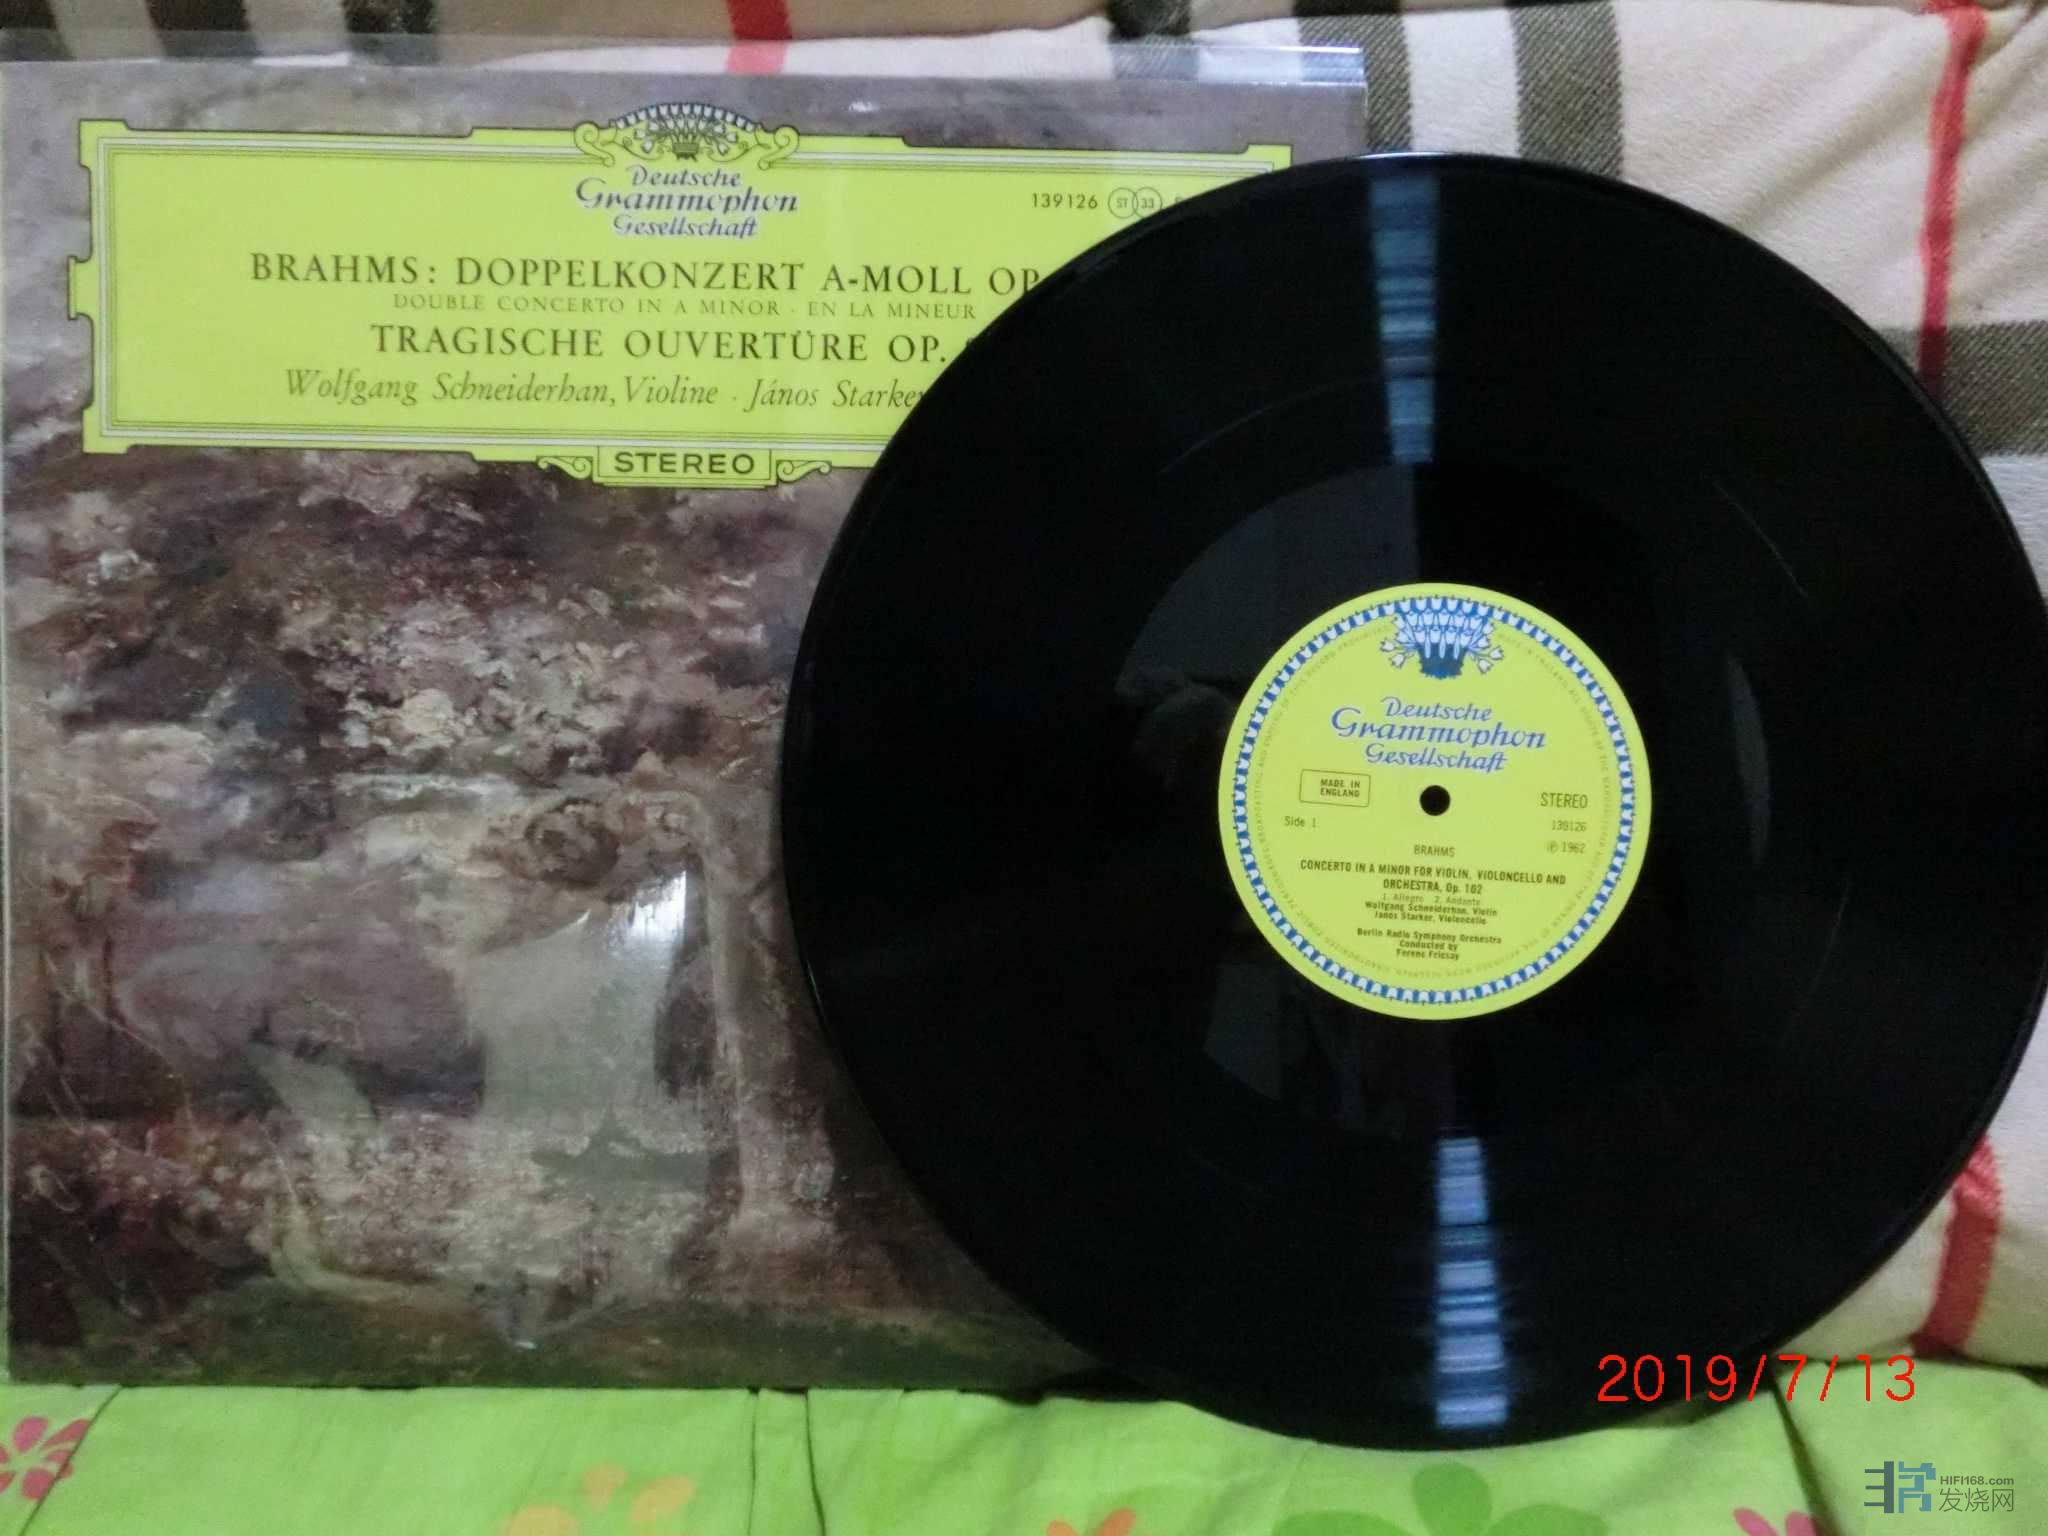 Deutsche
Grammophon
Gesellschaft
139126 ST 33
BRAHMS: DOPPELKONZERT A-MOLL OP.
DOUBLE CONCERTO IN A MINOR · EN LA MINEUR
TRAGISCHE OUVERTÜRE OP.
Wolfgang Schneiderhan, Violine · János Starker
STEREO
Deutsche
Grammophon
Gesellschaft
MADE IN
ENGLAND
STEREO
Side 1
139126
℗ 1962
BRAHMS
CONCERTO IN A MINOR FOR VIOLIN, VIOLONCELLO AND
ORCHESTRA, Op. 102
1. Allegro 2. Andante
Wolfgang Schneiderhan, Violin
Janos Starker, Violoncello
Berlin Radio Symphony Orchestra
Conducted by
Ferenc Fricsay
2019/7/13
HIFI168.com
发烧网